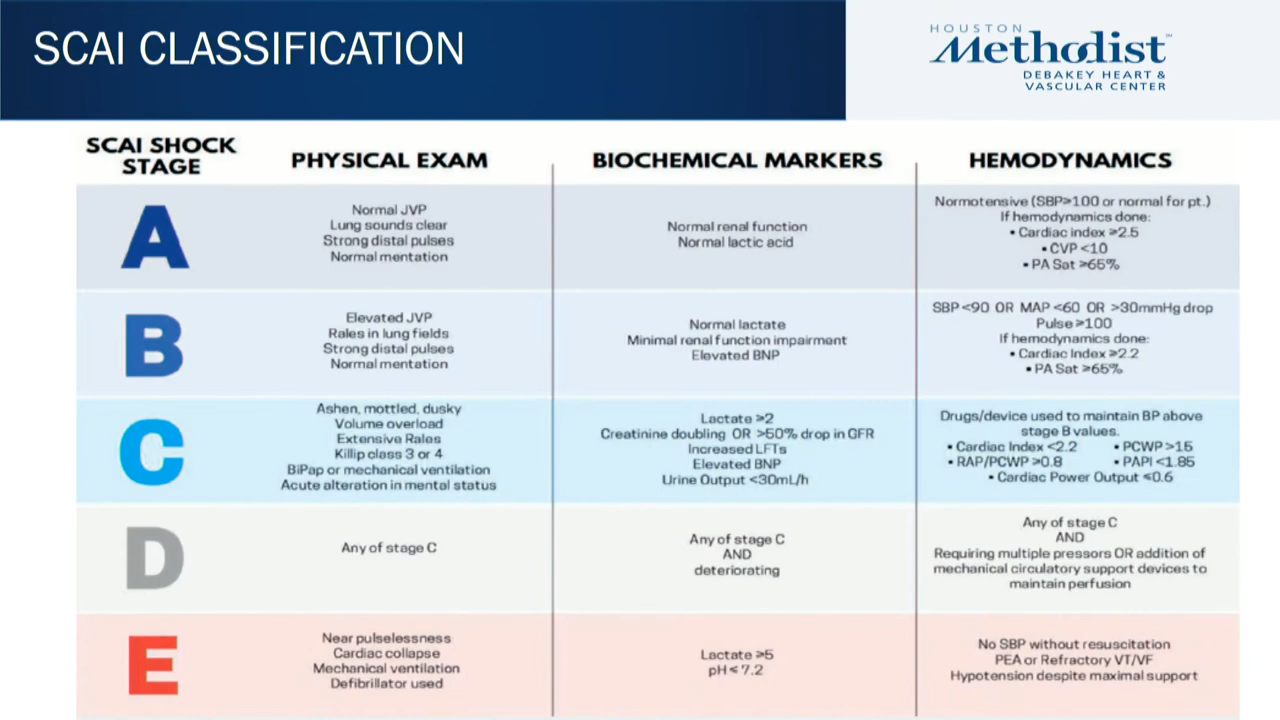 SCAI CLASSIFICATION
HOUSTON
Methodist
DEBAKEY HEART &
VASCULAR CENTER
SCAI SHOCK
STAGE
PHYSICAL EXAM
BIOCHEMICAL MARKERS
HEMODYNAMICS
A
Normal JVP
Lung sounds clear
Strong distal pulses
Normal mentation
Normal renal function
Normal lactic acid
Normotensive (SBP≥100 or normal for pt.)
If hemodynamics done:
▪ Cardiac index ≥2.5
▪ CVP <10
▪ PA Sat ≥65%
B
Elevated JVP
Rales in lung fields
Strong distal pulses
Normal mentation
Normal lactate
Minimal renal function impairment
Elevated BNP
SBP <90 OR MAP <60 OR >30mmHg drop
Pulse ≥100
If hemodynamics done:
▪ Cardiac Index ≥2.2
▪ PA Sat ≥65%
C
Ashen, mottled, dusky
Volume overload
Extensive Rales
Killip class 3 or 4
BiPap or mechanical ventilation
Acute alteration in mental status
Lactate ≥2
Creatinine doubling OR >50% drop in GFR
Increased LFTs
Elevated BNP
Urine Output <30mL/h
Drugs/device used to maintain BP above
stage B values.
▪ Cardiac Index <2.2 ▪ PCWP >15
▪ RAP/PCWP ≥0.8 ▪ PAPI <1.85
▪ Cardiac Power Output ≤0.6
D
Any of stage C
Any of stage C
AND
deteriorating
Any of stage C
AND
Requiring multiple pressors OR addition of
mechanical circulatory support devices to
maintain perfusion
E
Near pulselessness
Cardiac collapse
Mechanical ventilation
Defibrillator used
Lactate ≥5
pH ≤ 7.2
No SBP without resuscitation
PEA or Refractory VT/VF
Hypotension despite maximal support